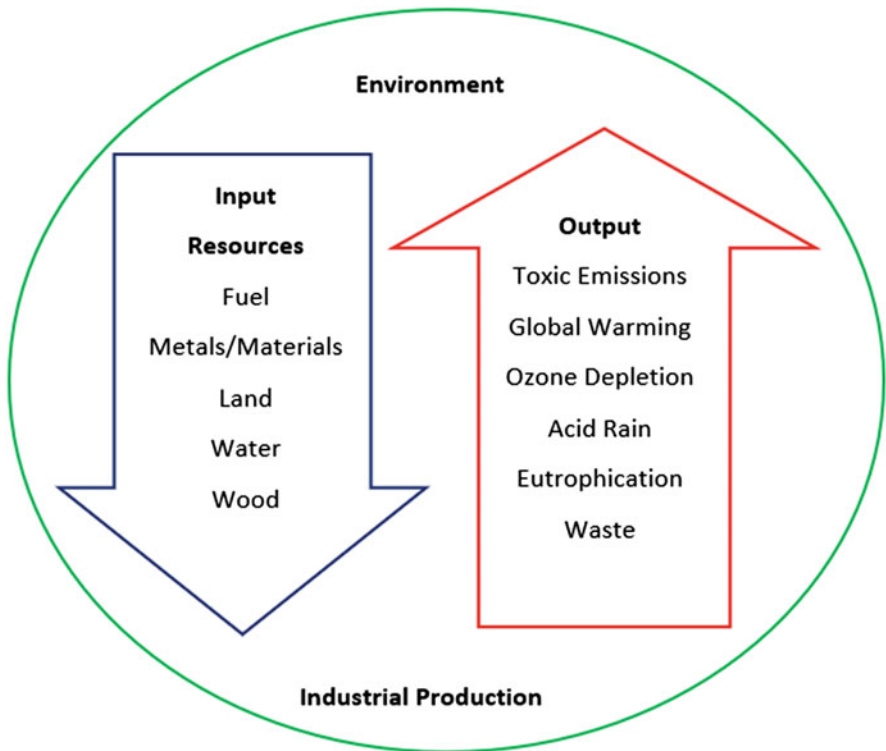 Environment
Input
Resources
Fuel
Metals/Materials
Land
Water
Wood
Output
Toxic Emissions
Global Warming
Ozone Depletion
Acid Rain
Eutrophication
Waste
Industrial Production